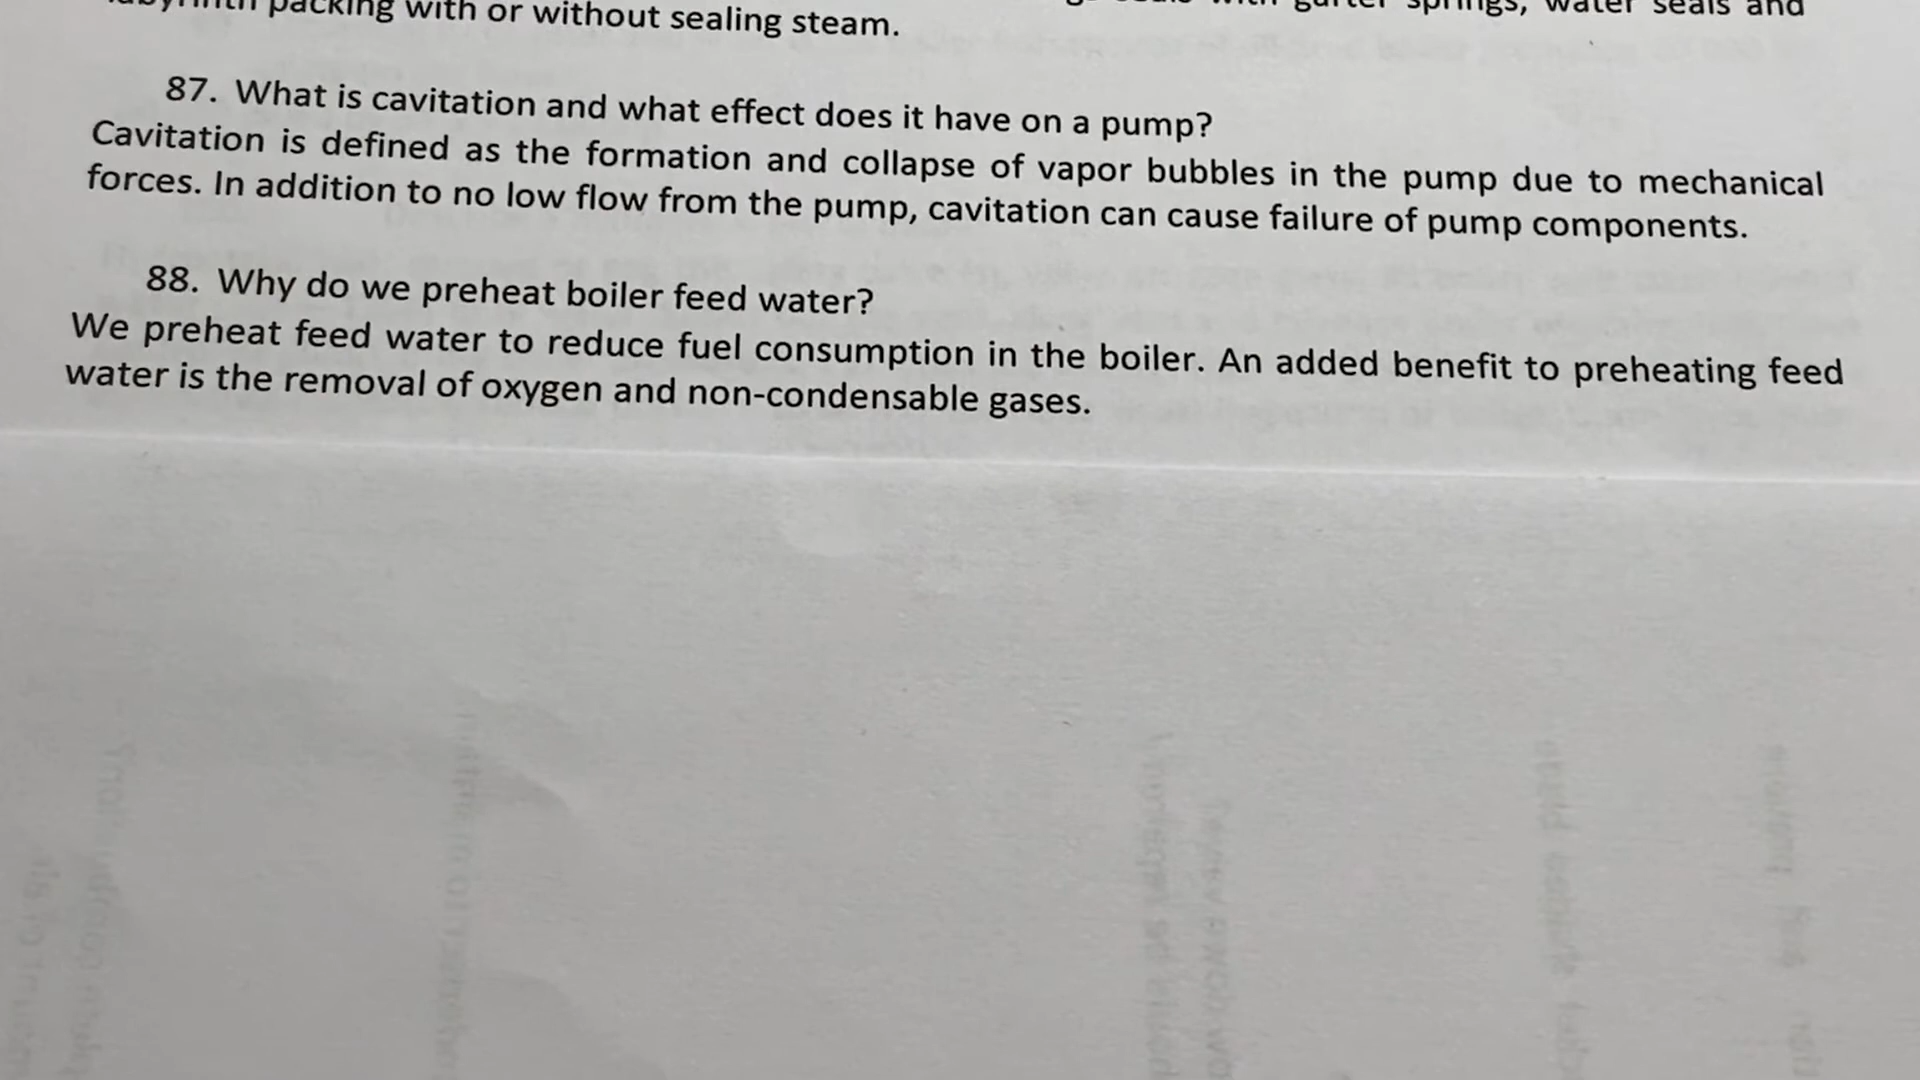 packing with or without sealing steam. springs, water seals and
87. What is cavitation and what effect does it have on a pump?
Cavitation is defined as the formation and collapse of vapor bubbles in the pump due to mechanical
forces. In addition to no low flow from the pump, cavitation can cause failure of pump components.
88. Why do we preheat boiler feed water?
We preheat feed water to reduce fuel consumption in the boiler. An added benefit to preheating feed
water is the removal of oxygen and non-condensable gases.